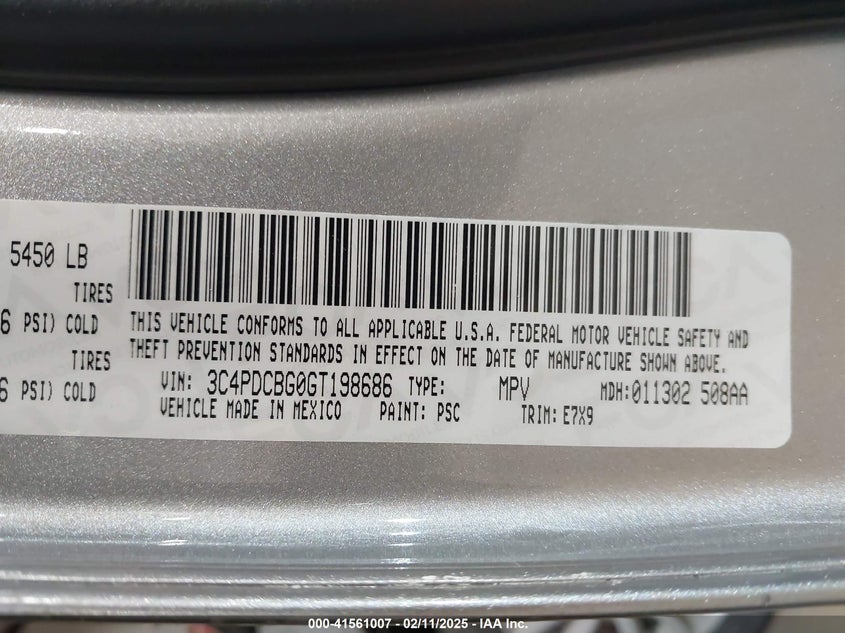 5450 LB
TIRES
6 PSI) COLD
TIRES
6 PSI) COLD
THIS VEHICLE CONFORMS TO ALL APPLICABLE U.S.A. FEDERAL MOTOR VEHICLE SAFETY AND
THEFT PREVENTION STANDARDS IN EFFECT ON THE DATE OF MANUFACTURE SHOWN ABOVE.
VIN: 3C4PDCBG0GT198686 TYPE: MPV MDH:011302 508AA
VEHICLE MADE IN MEXICO PAINT: PSC TRIM: E7X9
000-41561007 - 02/11/2025 - IAA Inc.